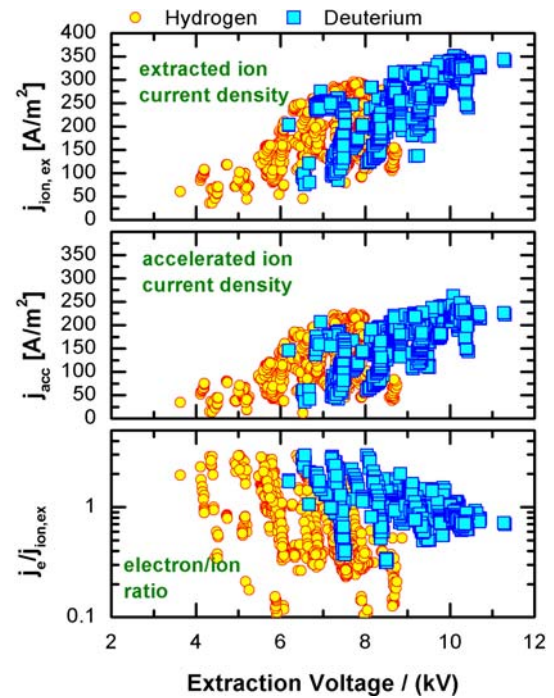 Hydrogen Deuterium
400
350
300
250
200
150
100
50
0
j_ion, ex [A/m²]
extracted ion
current density
350
300
250
200
150
100
50
0
j_acc [A/m²]
accelerated ion
current density
1
0.1
j_e/j_ion,ex
electron/ion
ratio
2 4 6 8 10 12
Extraction Voltage / (kV)